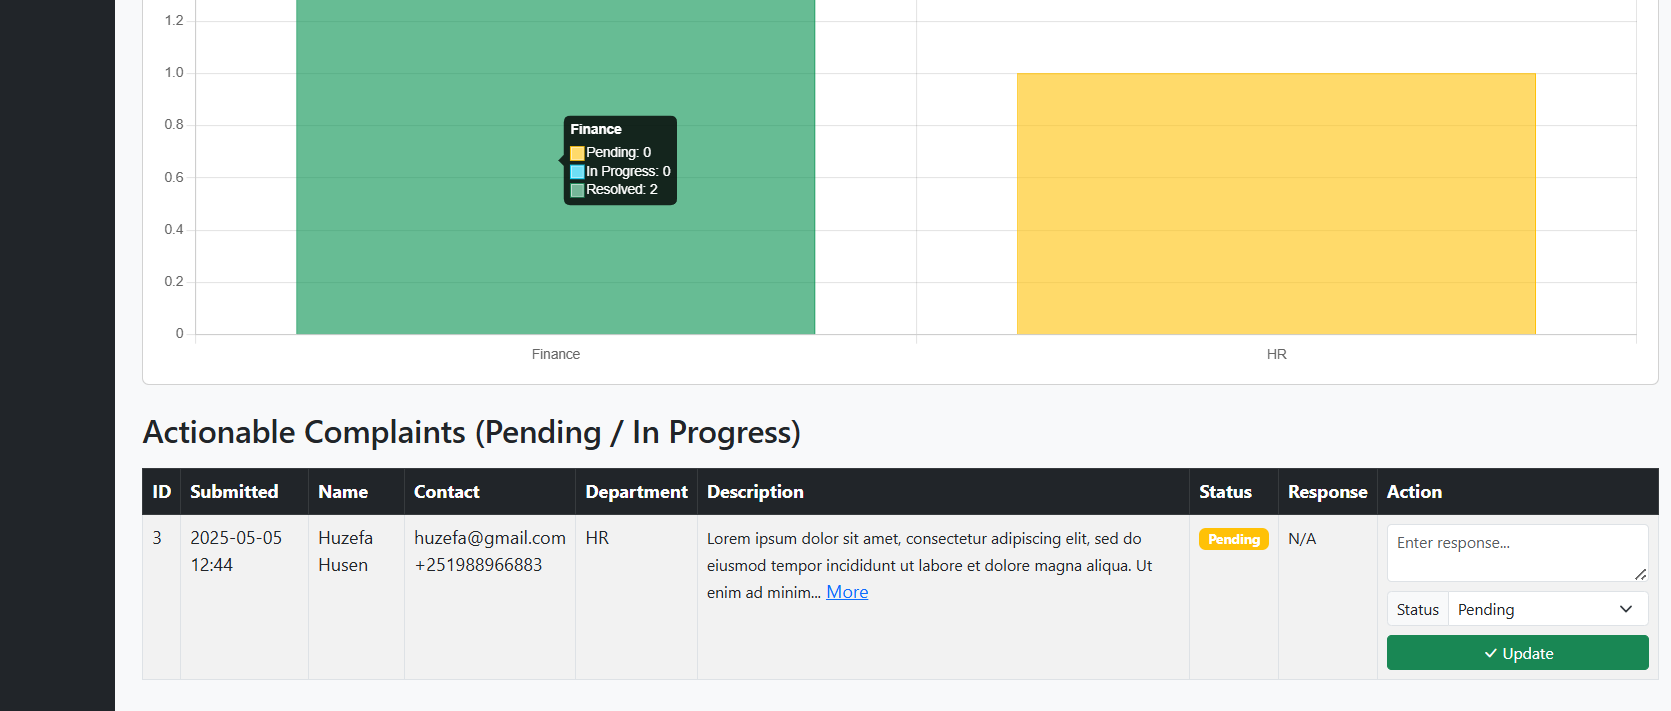 1.2
1.0
0.8
0.6
0.4
0.2
0
Finance
Pending: 0
In Progress: 0
Resolved: 2
Finance
HR
Actionable Complaints (Pending / In Progress)
ID Submitted Name Contact Department Description Status Response Action
3
2025-05-05
12:44
Huzefa
Husen
huzefa@gmail.com
+251988966883
HR
Lorem ipsum dolor sit amet, consectetur adipiscing elit, sed do
eiusmod tempor incididunt ut labore et dolore magna aliqua. Ut
enim ad minim... More
Pending
N/A
Enter response...
Status Pending
Update